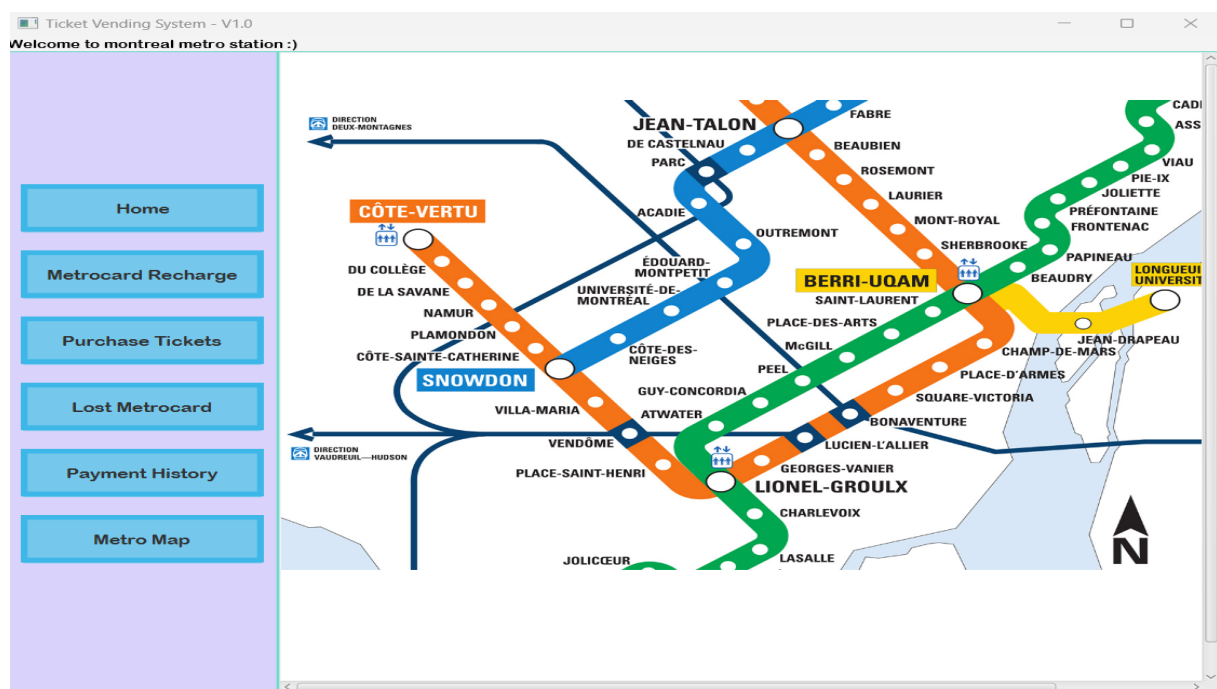 Ticket Vending System - V1.0
Welcome to montreal metro station :)
Home
Metrocard Recharge
Purchase Tickets
Lost Metrocard
Payment History
Metro Map
DIRECTION
DEUX-MONTAGNES
JEAN-TALON
FABRE
DE CASTELNAU
PARC
BEAUBIEN
ROSEMONT
LAURIER
MONT-ROYAL
SHERBROOKE
CADI
ASS
VIAU
PIE-IX
JOLIETTE
PRÉFONTAINE
FRONTENAC
PAPINEAU
BEAUDRY
CÔTE-VERTU
ACADIE
OUTREMONT
ÉDOUARD-
MONTPETIT
UNIVERSITÉ-DE-
MONTRÉAL
DU COLLÈGE
DE LA SAVANE
NAMUR
PLAMONDON
CÔTE-SAINTE-CATHERINE
CÔTE-DES-
NEIGES
SNOWDON
BERRI-UQAM
SAINT-LAURENT
PLACE-DES-ARTS
McGILL
PEEL
GUY-CONCORDIA
ATWATER
LONGUEUI
UNIVERSIT
JEAN-DRAPEAU
CHAMP-DE-MARS
PLACE-D'ARMES
SQUARE-VICTORIA
BONAVENTURE
LUCIEN-L'ALLIER
GEORGES-VANIER
VILLA-MARIA
VENDÔME
DIRECTION
VAUDREUIL—HUDSON
PLACE-SAINT-HENRI
LIONEL-GROULX
CHARLEVOIX
LASALLE
JOLICŒUR
N